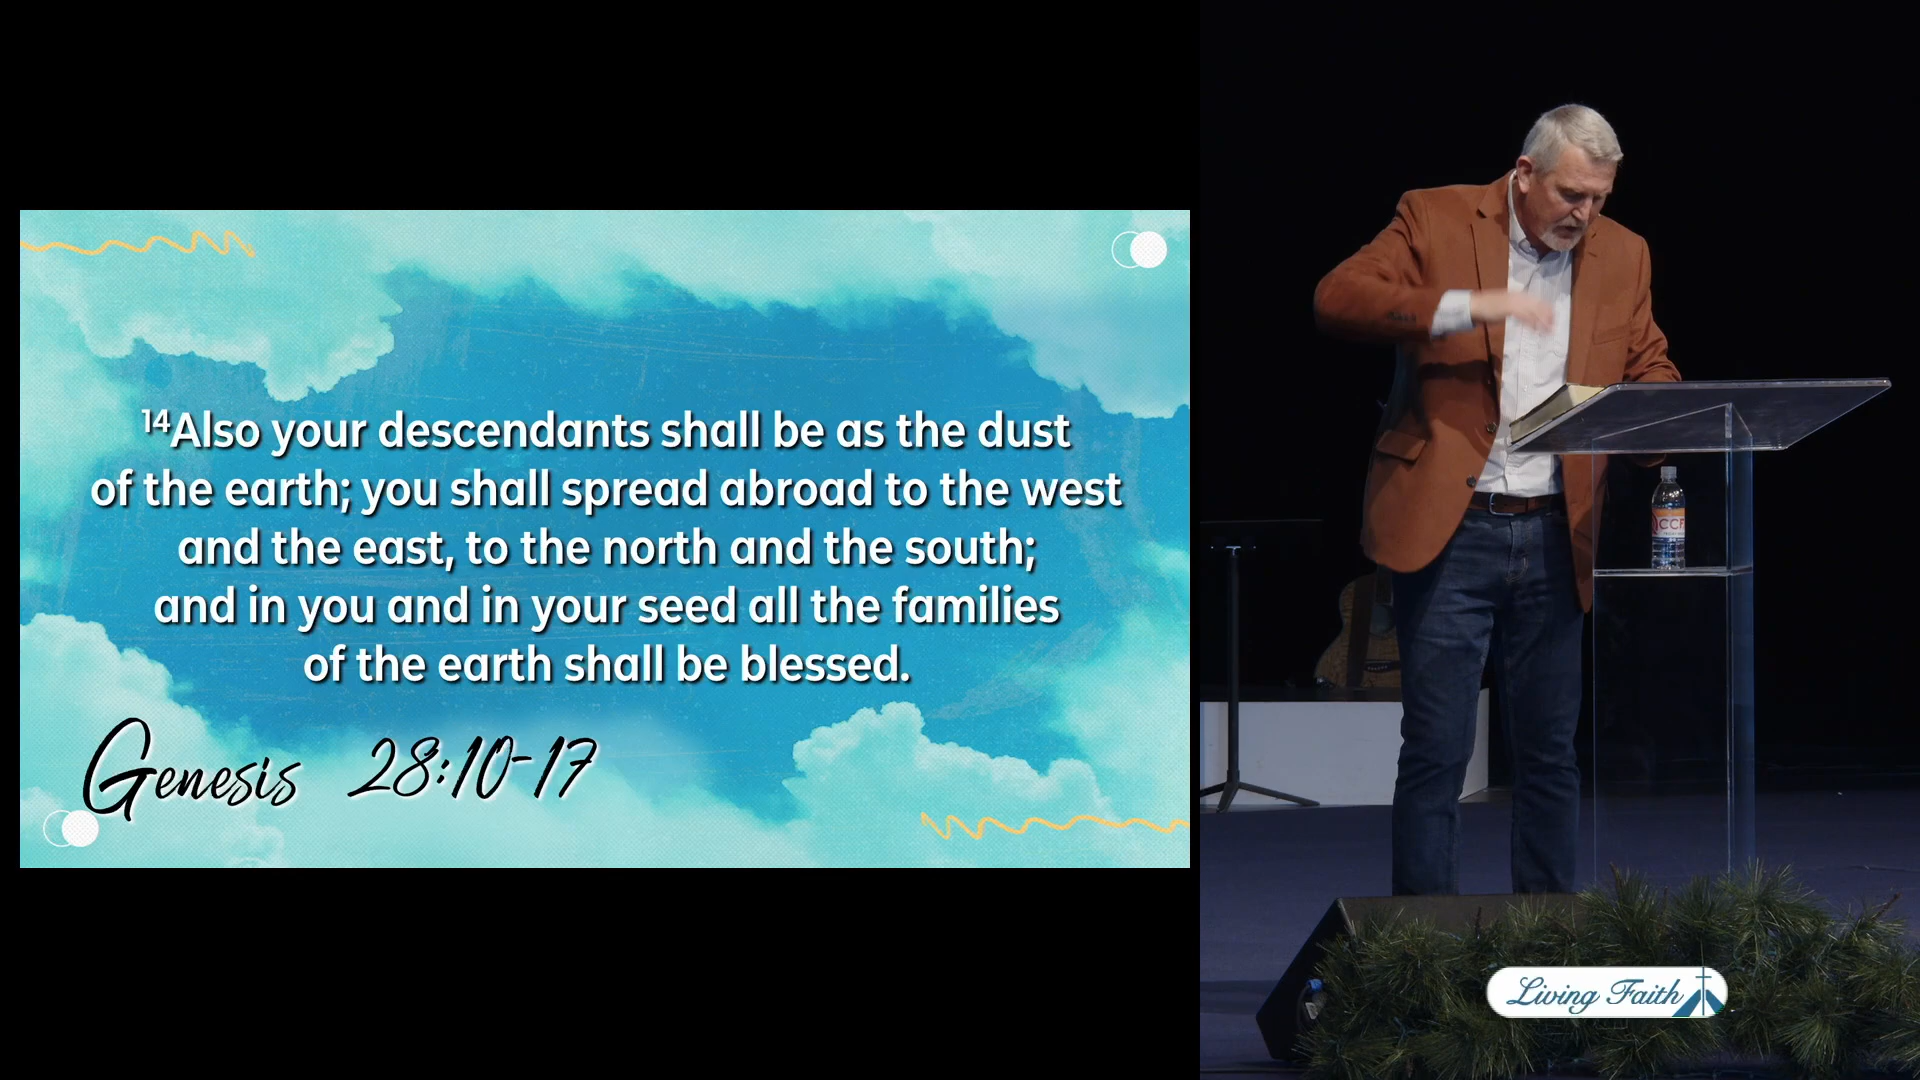 14Also your descendants shall be as the dust
of the earth; you shall spread abroad to the west
and the east, to the north and the south;
and in you and in your seed all the families
of the earth shall be blessed.
Genesis 28:10-17
CCF
Living Faith